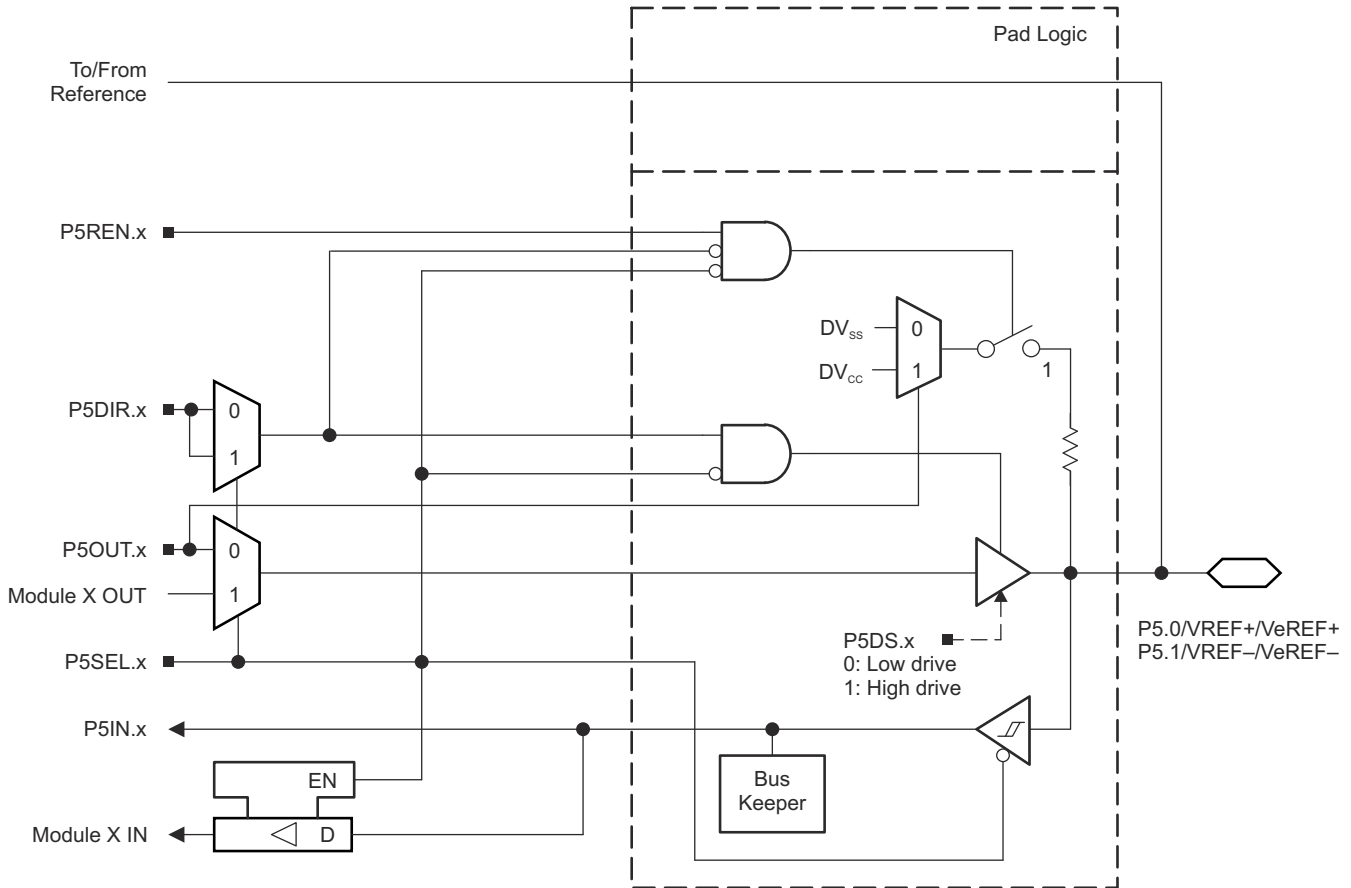 Pad Logic
To/From
Reference
P5REN.x
DVss
0
DVcc
1
1
P5DIR.x
0
1
P5OUT.x
0
Module X OUT
1
P5DS.x
0: Low drive
1: High drive
P5.0/VREF+/VeREF+
P5.1/VREF–/VeREF–
P5SEL.x
P5IN.x
EN
Bus
Keeper
Module X IN
D